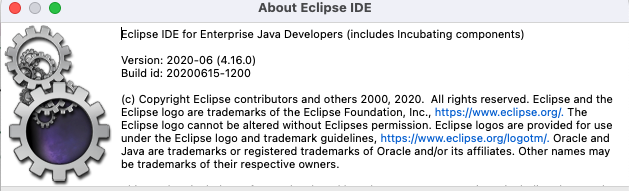 About Eclipse IDE
Eclipse IDE for Enterprise Java Developers (includes Incubating components)
Version: 2020-06 (4.16.0)
Build id: 20200615-1200
(c) Copyright Eclipse contributors and others 2000, 2020.  All rights reserved. Eclipse and the
Eclipse logo are trademarks of the Eclipse Foundation, Inc., https://www.eclipse.org/. The
Eclipse logo cannot be altered without Eclipses permission. Eclipse logos are provided for use
under the Eclipse logo and trademark guidelines, https://www.eclipse.org/logotm/. Oracle and
Java are trademarks or registered trademarks of Oracle and/or its affiliates. Other names may
be trademarks of their respective owners.